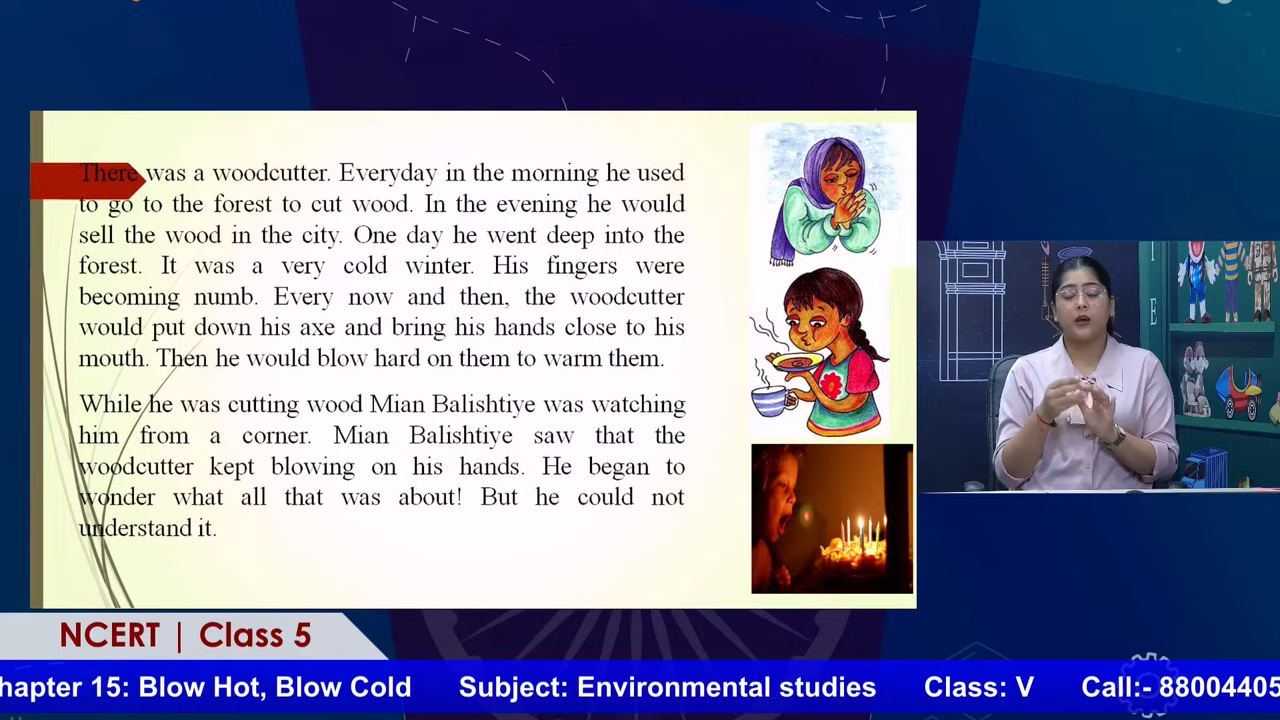 There was a woodcutter. Everyday in the morning he used
to go to the forest to cut wood. In the evening he would
sell the wood in the city. One day he went deep into the
forest. It was a very cold winter. His fingers were
becoming numb. Every now and then, the woodcutter
would put down his axe and bring his hands close to his
mouth. Then he would blow hard on them to warm them.
While he was cutting wood Mian Balishtiye was watching
him from a corner. Mian Balishtiye saw that the
woodcutter kept blowing on his hands. He began to
wonder what all that was about! But he could not
understand it.
NCERT | Class 5
hapter 15: Blow Hot, Blow Cold Subject: Environmental studies Class: V Call:- 88004405